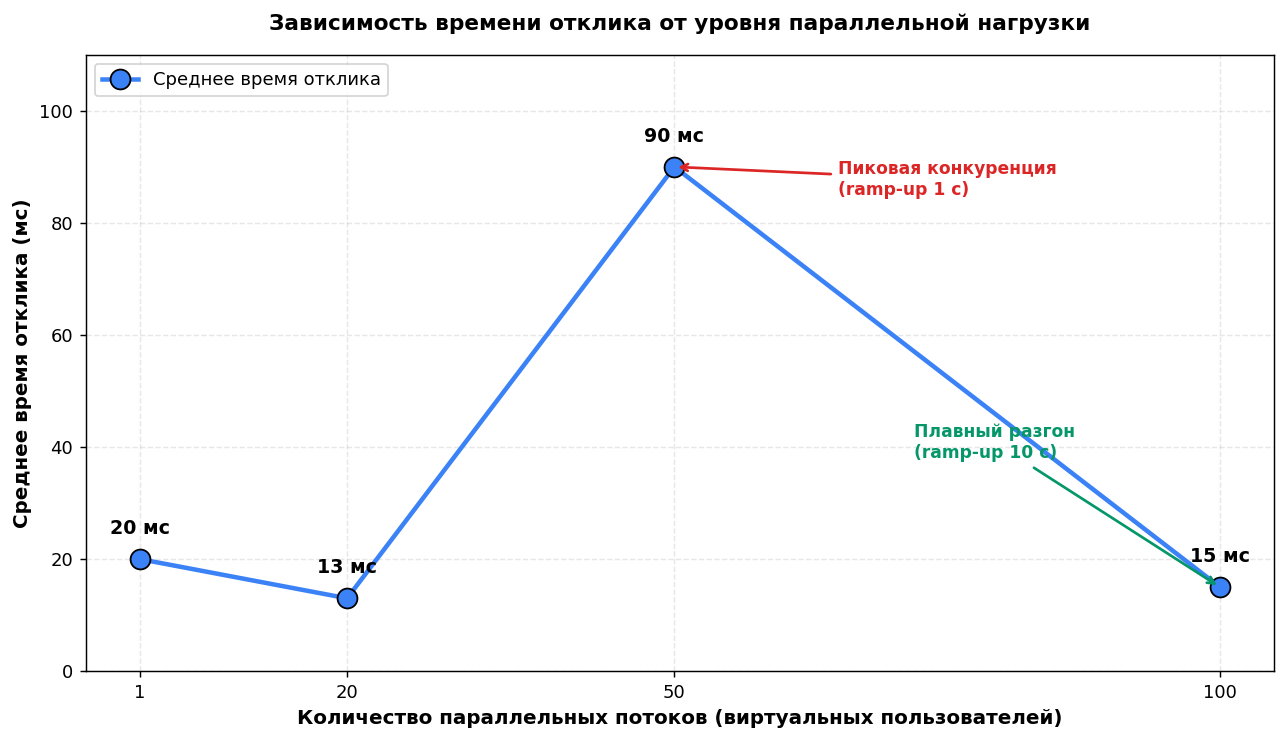 Зависимость времени отклика от уровня параллельной нагрузки
Среднее время отклика
Среднее время отклика (мс)
100
80
60
40
20
0
90 мс
Пиковая конкуренция
(ramp-up 1 с)
Плавный разгон
(ramp-up 10 с)
20 мс
13 мс
15 мс
1
20
50
100
Количество параллельных потоков (виртуальных пользователей)